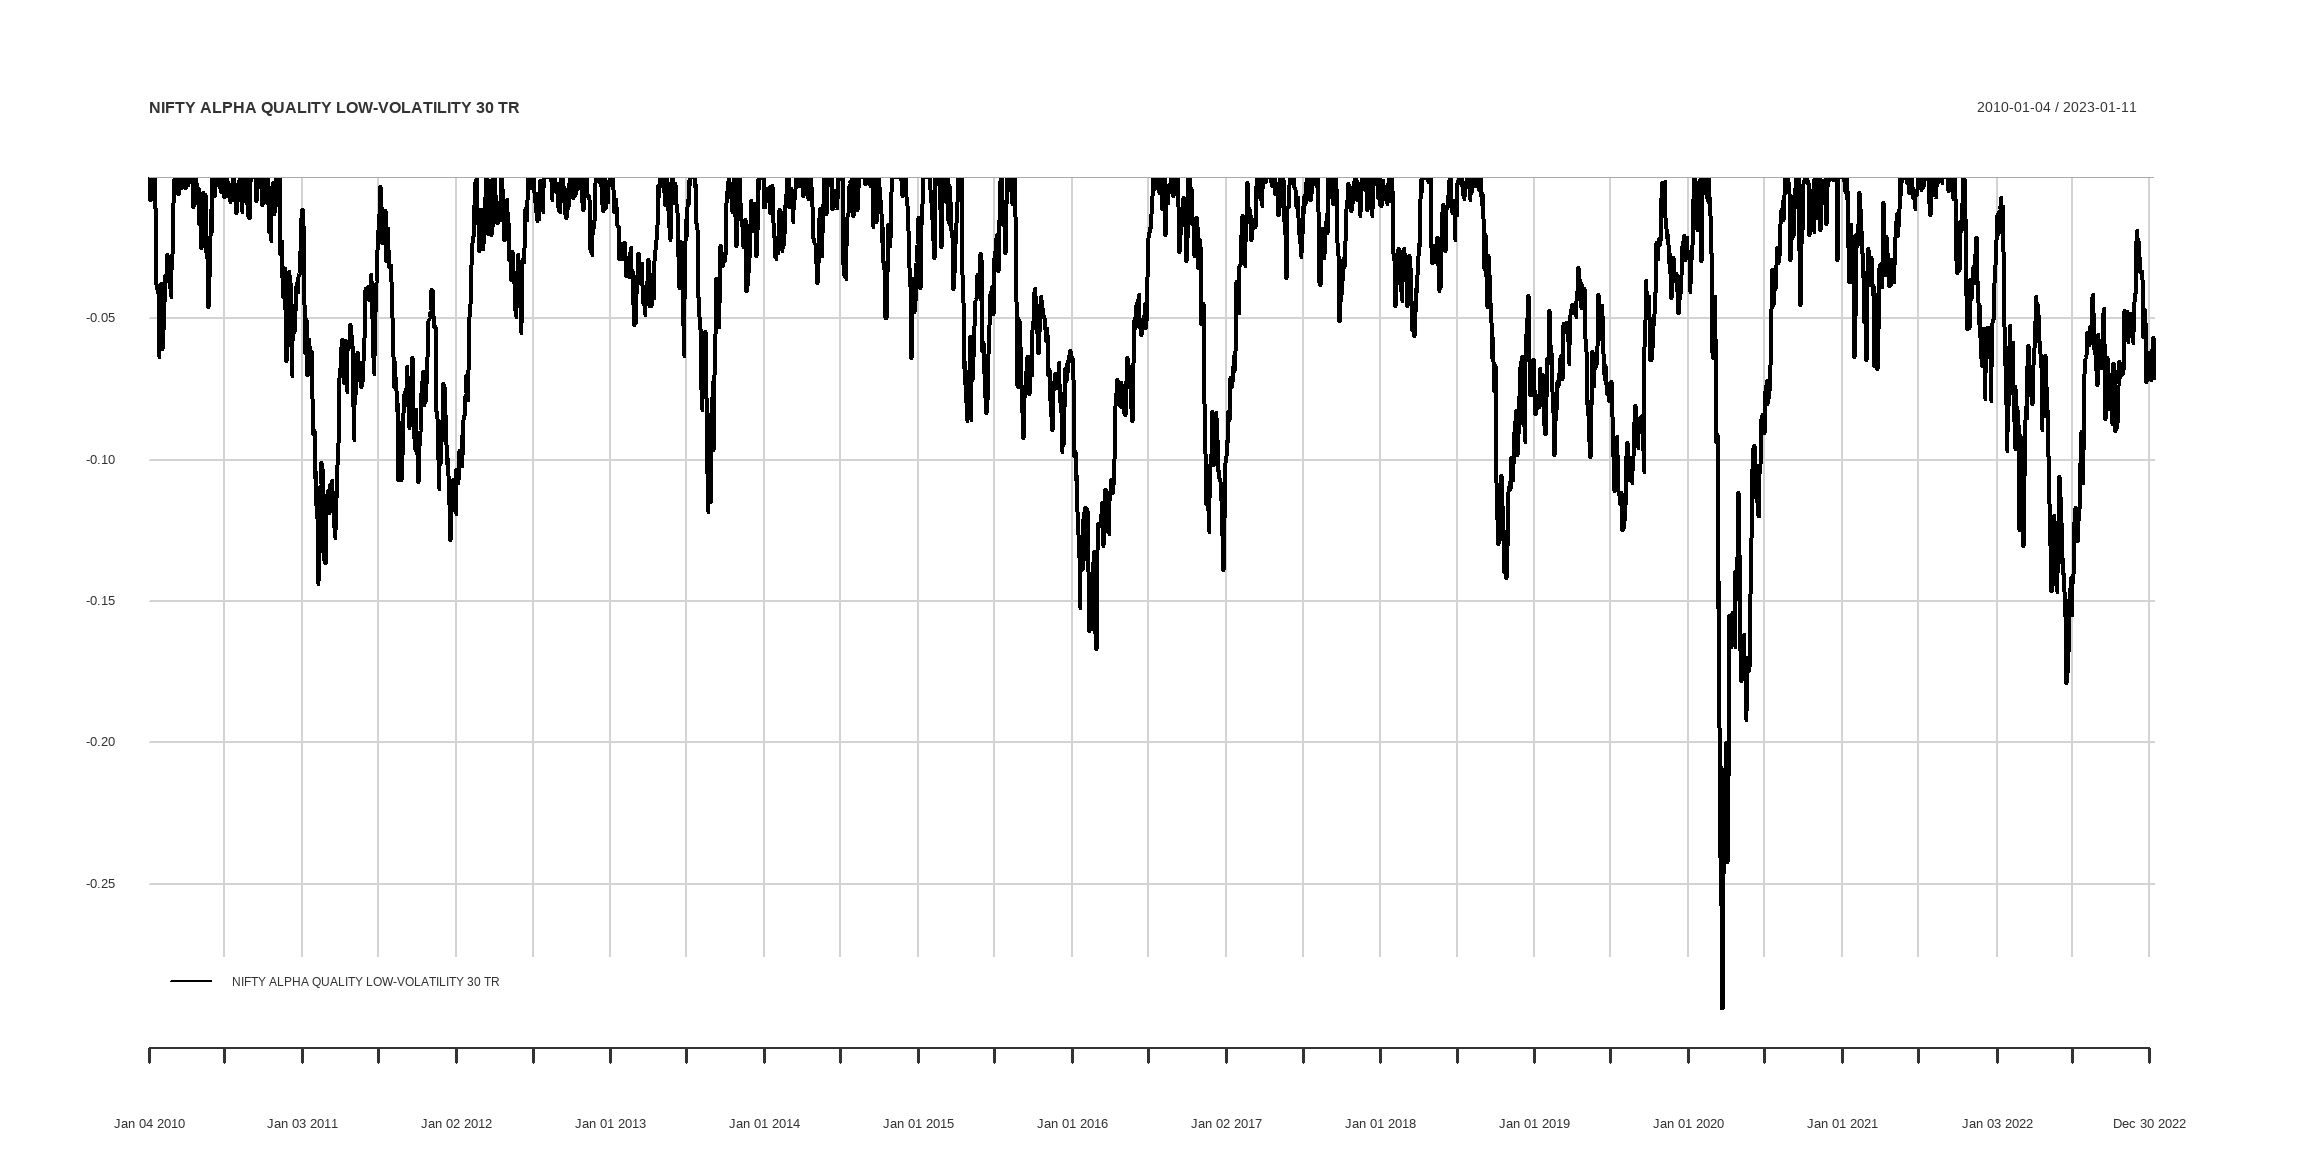 NIFTY ALPHA QUALITY LOW-VOLATILITY 30 TR
2010-01-04 / 2023-01-11
-0.05
-0.10
-0.15
-0.20
-0.25
NIFTY ALPHA QUALITY LOW-VOLATILITY 30 TR
Jan 04 2010 Jan 03 2011 Jan 02 2012 Jan 01 2013 Jan 01 2014 Jan 01 2015 Jan 01 2016 Jan 02 2017 Jan 01 2018 Jan 01 2019 Jan 01 2020 Jan 01 2021 Jan 03 2022 Dec 30 2022